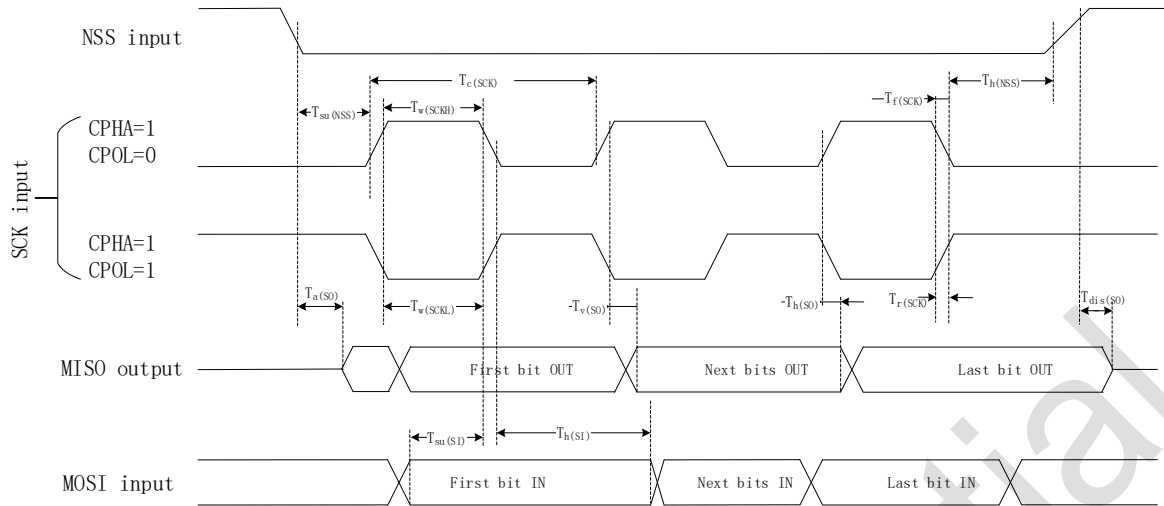 NSS input
Tc(SCK)
Th(NSS)
Tsu(NSS)
Tw(SCKH)
Tf(SCK)
CPHA=1
CPOL=0
SCK input
CPHA=1
CPOL=1
Ta(SO)
Tw(SCKL)
Tv(SO)
Th(SO)
Tr(SCK)
Tdis(SO)
MISO output
First bit OUT
Next bits OUT
Last bit OUT
Tsu(SI)
Th(SI)
MOSI input
First bit IN
Next bits IN
Last bit IN
tial